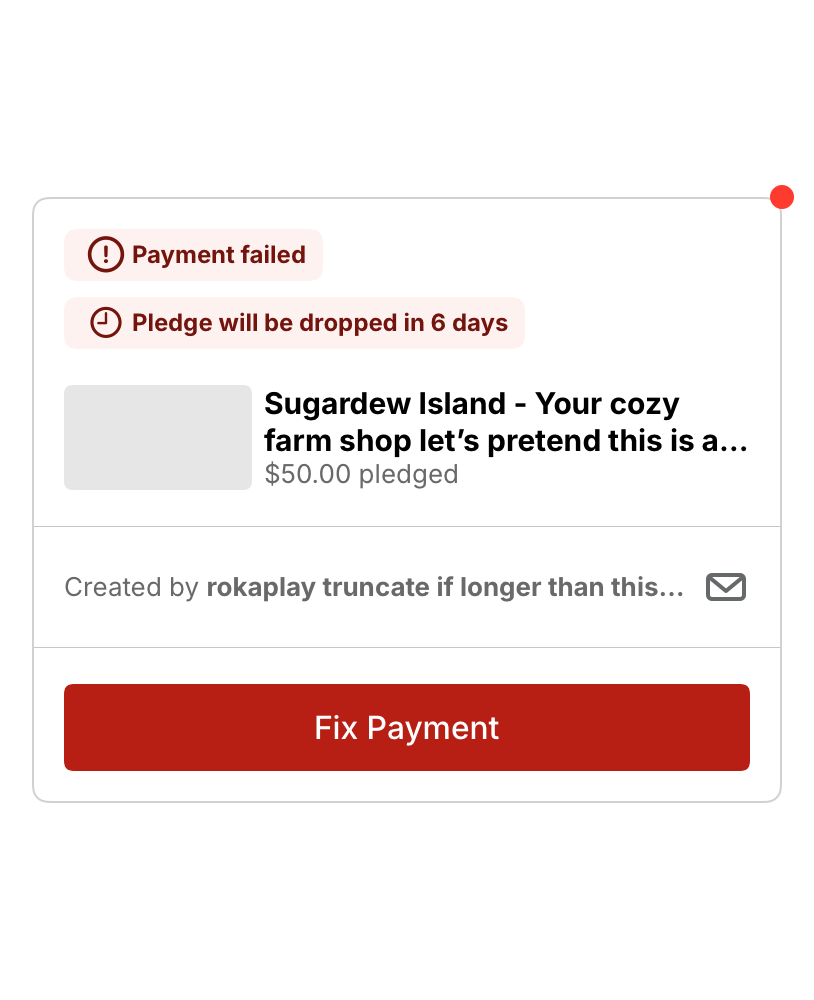 Payment failed
Pledge will be dropped in 6 days
Sugardew Island - Your cozy
farm shop let’s pretend this is a…
$50.00 pledged
Created by rokaplay truncate if longer than this…
Fix Payment